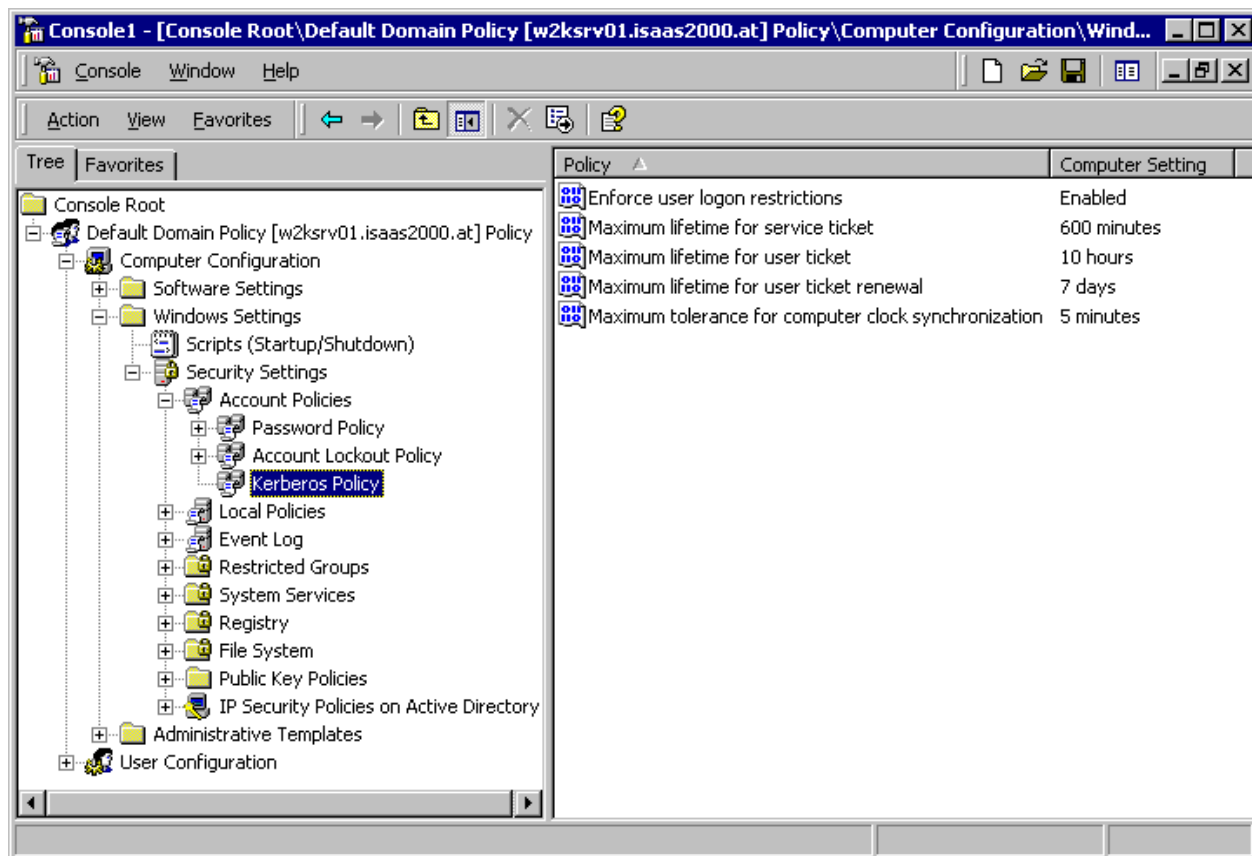 Console1 - [Console Root\Default Domain Policy [w2ksrv01.isaas2000.at] Policy\Computer Configuration\Wind...
Console Window Help
Action View Favorites
Tree Favorites
Console Root
Default Domain Policy [w2ksrv01.isaas2000.at] Policy
Computer Configuration
Software Settings
Windows Settings
Scripts (Startup/Shutdown)
Security Settings
Account Policies
Password Policy
Account Lockout Policy
Kerberos Policy
Local Policies
Event Log
Restricted Groups
System Services
Registry
File System
Public Key Policies
IP Security Policies on Active Directory
Administrative Templates
User Configuration
Policy Computer Setting
Enforce user logon restrictions Enabled
Maximum lifetime for service ticket 600 minutes
Maximum lifetime for user ticket 10 hours
Maximum lifetime for user ticket renewal 7 days
Maximum tolerance for computer clock synchronization 5 minutes